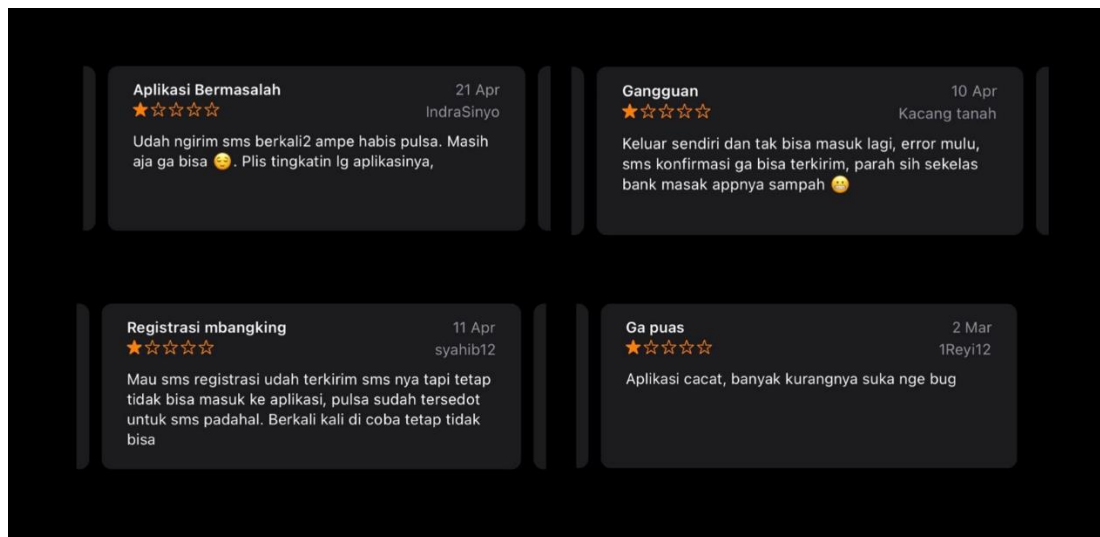 Aplikasi Bermasalah
21 Apr
IndraSinyo
Udah ngirim sms berkali2 ampe habis pulsa. Masih
aja ga bisa 😌. Plis tingkatin lg aplikasinya,
Gangguan
10 Apr
Kacang tanah
Keluar sendiri dan tak bisa masuk lagi, error mulu,
sms konfirmasi ga bisa terkirim, parah sih sekelas
bank masak appnya sampah 😬
Registrasi mbangking
11 Apr
syahib12
Mau sms registrasi udah terkirim sms nya tapi tetap
tidak bisa masuk ke aplikasi, pulsa sudah tersedot
untuk sms padahal. Berkali kali di coba tetap tidak
bisa
Ga puas
2 Mar
1Reyi12
Aplikasi cacat, banyak kurangnya suka nge bug